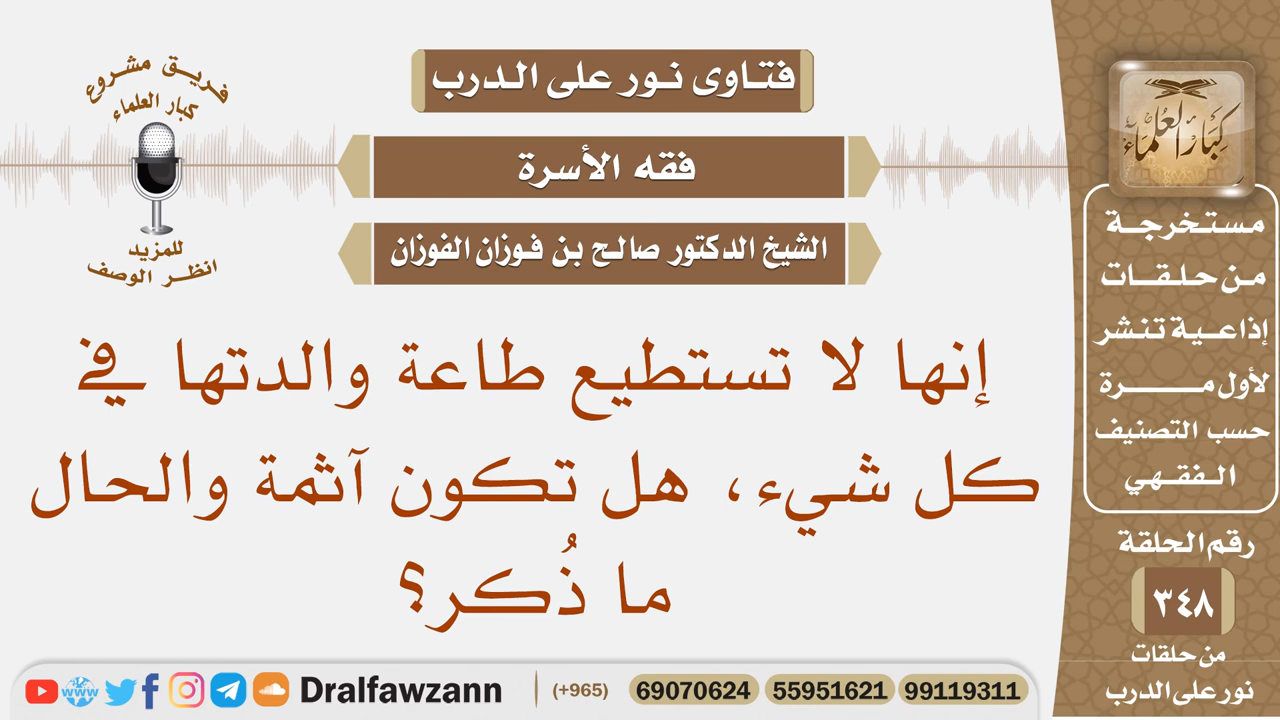 فتاوى نور على الدرب
فقه الأسرة
الشيخ الدكتور صالح بن فوزان الفوزان
إنها لا تستطيع طاعة والدتها في
كل شيء، هل تكون آثمة والحال
ما ذُكر؟
فريق مشروع
كبار العلماء
للمزيد
انظر الوصف
كبار العلماء
مستخرجة
من حلقات
إذاعية تنشر
لأول مرة
حسب التصنيف
الفقهي
رقم الحلقة
٣٤٨
من حلقات
نور على الدرب
www Dralfawzann (+965) 69070624 55951621 99119311